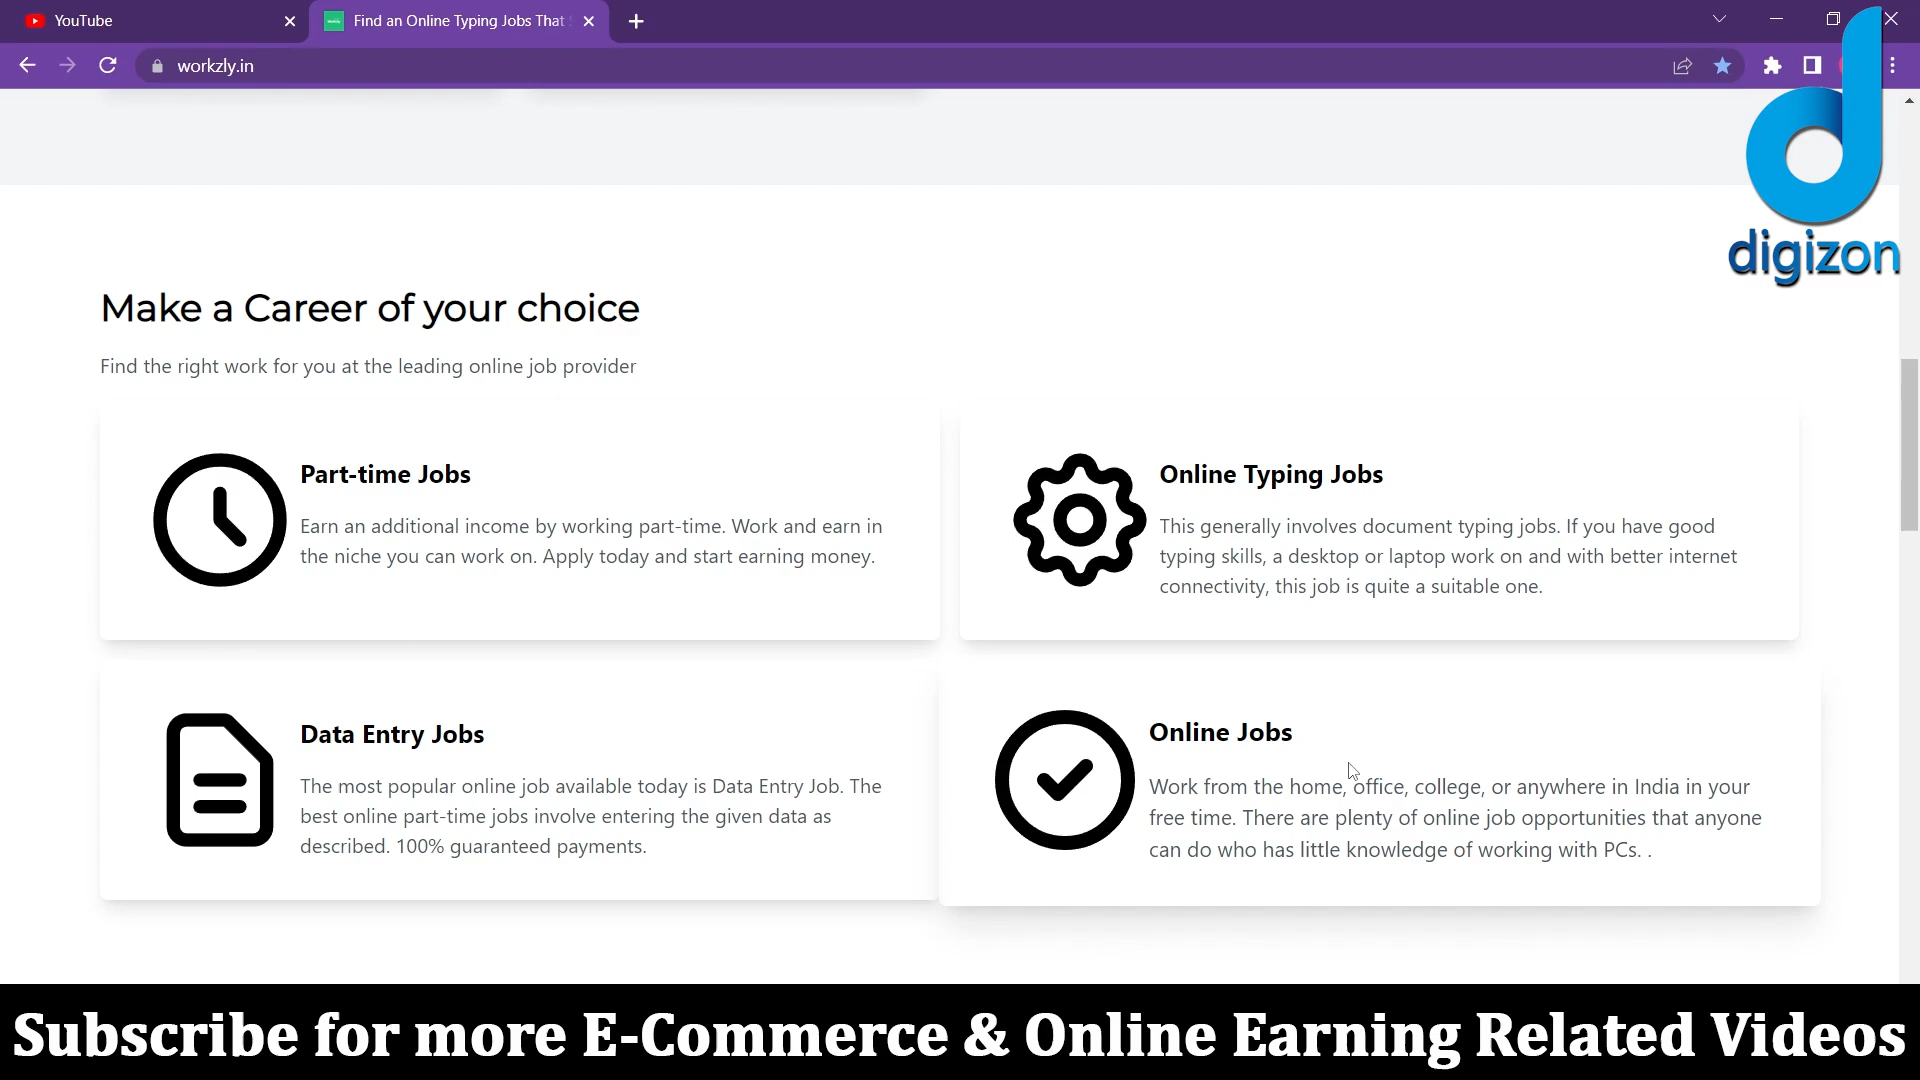 YouTube
Find an Online Typing Jobs That
workzly.in
digizon
Make a Career of your choice
Find the right work for you at the leading online job provider
Part-time Jobs
Earn an additional income by working part-time. Work and earn in
the niche you can work on. Apply today and start earning money.
Online Typing Jobs
This generally involves document typing jobs. If you have good
typing skills, a desktop or laptop work on and with better internet
connectivity, this job is quite a suitable one.
Data Entry Jobs
The most popular online job available today is Data Entry Job. The
best online part-time jobs involve entering the given data as
described. 100% guaranteed payments.
Online Jobs
Work from the home, office, college, or anywhere in India in your
free time. There are plenty of online job opportunities that anyone
can do who has little knowledge of working with PCs. .
Subscribe for more E-Commerce & Online Earning Related Videos